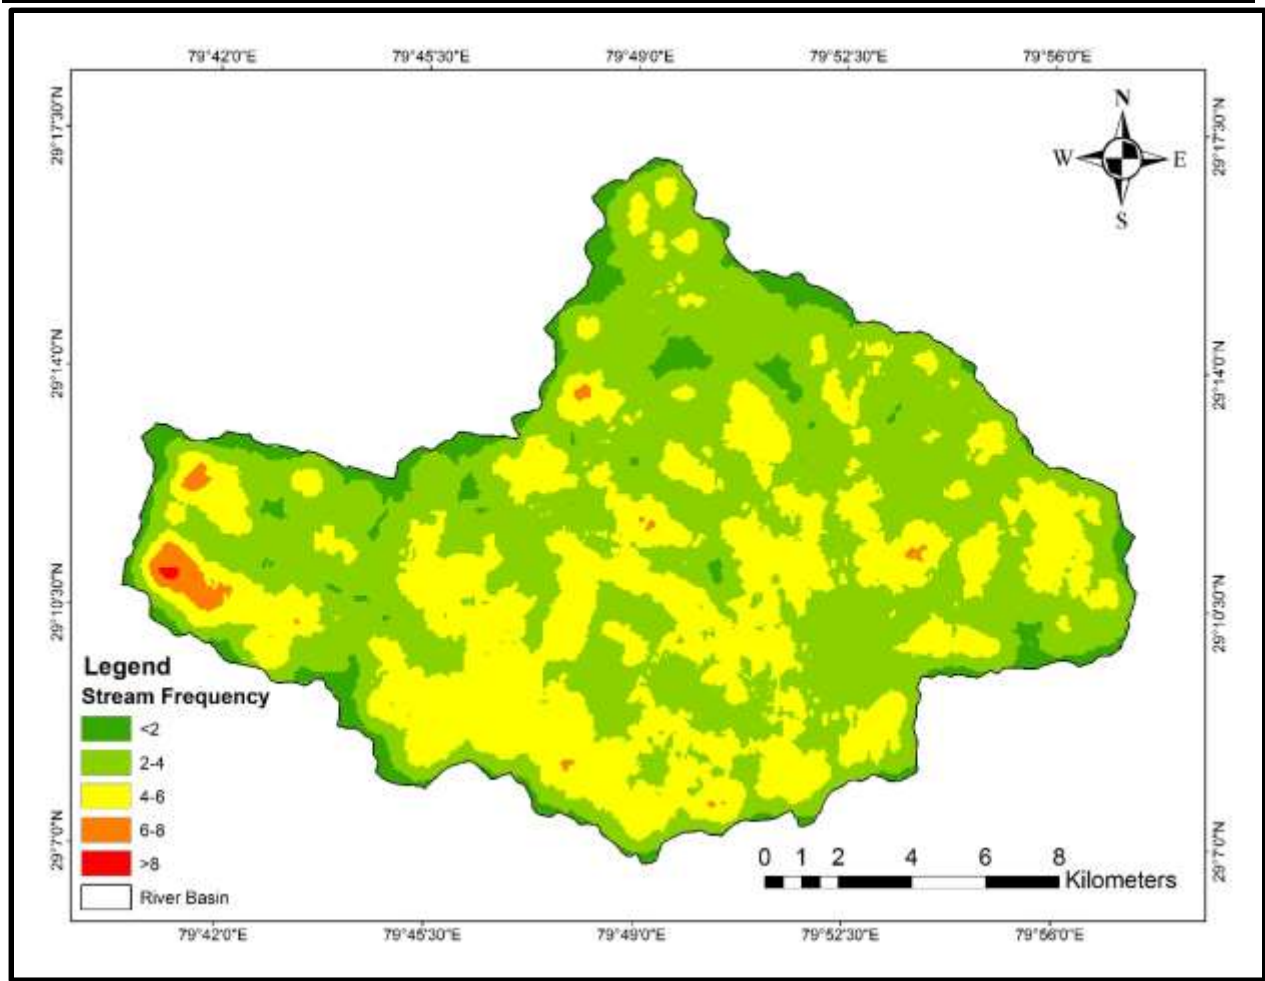 79°42'0"E 79°45'30"E 79°49'0"E 79°52'30"E 79°56'0"E
N
W E
S
29°17'30"N 29°17'30"N
29°14'0"N 29°14'0"N
29°10'30"N 29°10'30"N
29°7'0"N 29°7'0"N
Legend
Stream Frequency
<2
2-4
4-6
6-8
>8
River Basin
0 1 2 4 6 8
Kilometers
79°42'0"E 79°45'30"E 79°49'0"E 79°52'30"E 79°56'0"E